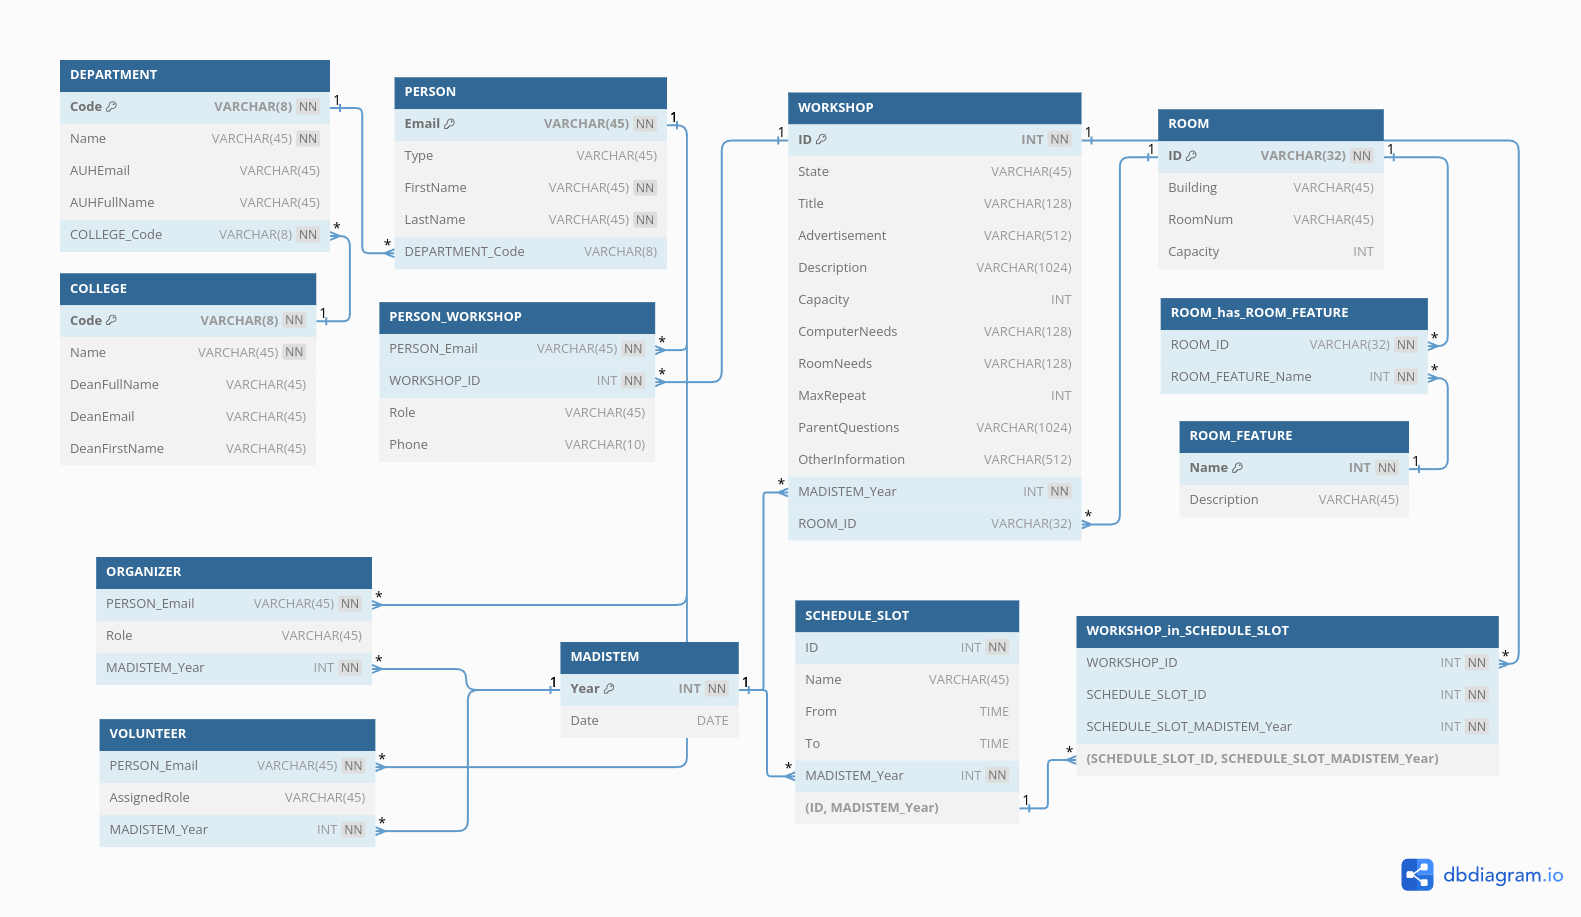 DEPARTMENT
Code VARCHAR(8) NN
Name VARCHAR(45) NN
AUHEmail VARCHAR(45)
AUHFullName VARCHAR(45)
COLLEGE_Code VARCHAR(8) NN
1
*
COLLEGE
Code VARCHAR(8) NN
Name VARCHAR(45) NN
DeanFullName VARCHAR(45)
DeanEmail VARCHAR(45)
DeanFirstName VARCHAR(45)
1
PERSON
Email VARCHAR(45) NN
Type VARCHAR(45)
FirstName VARCHAR(45) NN
LastName VARCHAR(45) NN
DEPARTMENT_Code VARCHAR(8)
1
*
PERSON_WORKSHOP
PERSON_Email VARCHAR(45) NN
WORKSHOP_ID INT NN
Role VARCHAR(45)
Phone VARCHAR(10)
*
*
WORKSHOP
ID INT NN
State VARCHAR(45)
Title VARCHAR(128)
Advertisement VARCHAR(512)
Description VARCHAR(1024)
Capacity INT
ComputerNeeds VARCHAR(128)
RoomNeeds VARCHAR(128)
MaxRepeat INT
ParentQuestions VARCHAR(1024)
OtherInformation VARCHAR(512)
MADISTEM_Year INT NN
ROOM_ID VARCHAR(32)
1
1
*
*
ROOM
ID VARCHAR(32) NN
Building VARCHAR(45)
RoomNum VARCHAR(45)
Capacity INT
1
1
ROOM_has_ROOM_FEATURE
ROOM_ID VARCHAR(32) NN
ROOM_FEATURE_Name INT NN
*
*
ROOM_FEATURE
Name INT NN
Description VARCHAR(45)
1
ORGANIZER
PERSON_Email VARCHAR(45) NN
Role VARCHAR(45)
MADISTEM_Year INT NN
*
*
VOLUNTEER
PERSON_Email VARCHAR(45) NN
AssignedRole VARCHAR(45)
MADISTEM_Year INT NN
*
*
MADISTEM
Year INT NN
Date DATE
1
1
SCHEDULE_SLOT
ID INT NN
Name VARCHAR(45)
From TIME
To TIME
MADISTEM_Year INT NN
(ID, MADISTEM_Year)
*
1
WORKSHOP_in_SCHEDULE_SLOT
WORKSHOP_ID INT NN
SCHEDULE_SLOT_ID INT NN
SCHEDULE_SLOT_MADISTEM_Year INT NN
(SCHEDULE_SLOT_ID, SCHEDULE_SLOT_MADISTEM_Year)
*
*
dbdiagram.io